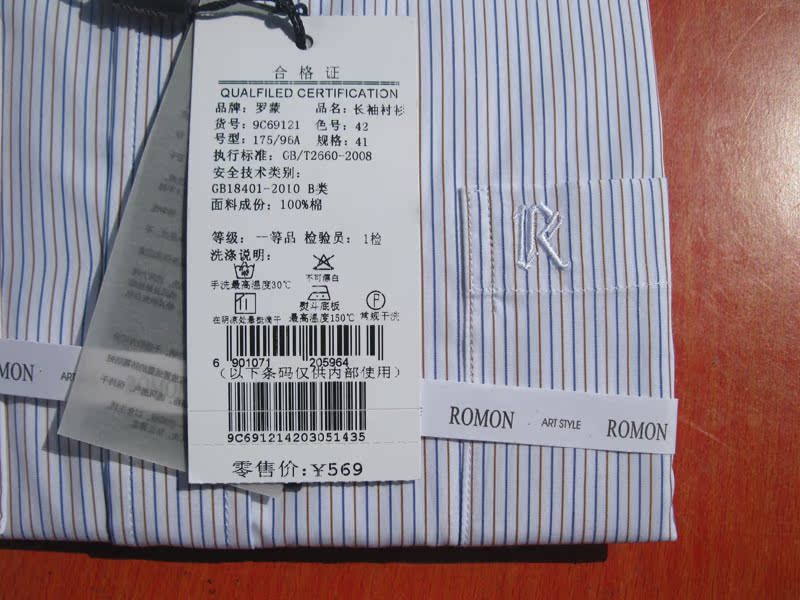 合格证
QUALFILED CERTIFICATION
品牌: 罗蒙 品名: 长袖衬衫
货号: 9C69121 色号: 42
号型: 175/96A 规格: 41
执行标准: GB/T2660-2008
安全技术类别:
GB18401-2010 B类
面料成份: 100%棉
等级: 一等品 检验员: 1检
洗涤说明:
手洗最高温度30℃ 不可漂白
熨斗底板
在阴凉处悬挂滴干 最高温度150℃ 常规干洗
6 901071 205964
(以下条码仅供内部使用)
9C691214203051435
零售价:￥569
R
P
MON ART ROMON ART STYLE ROMON